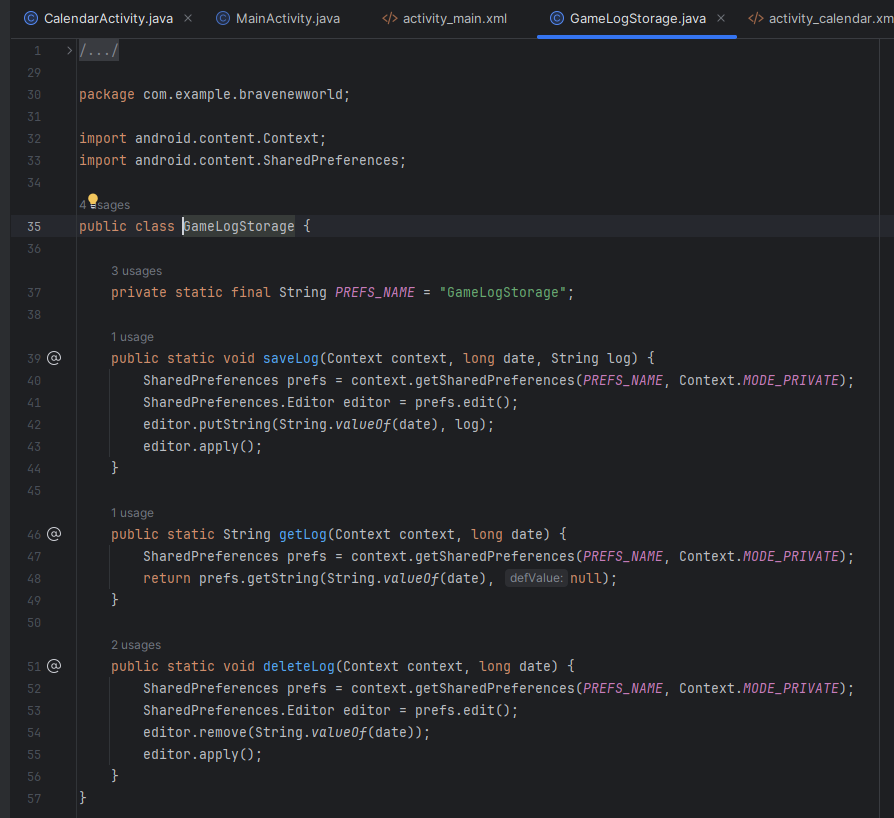 CalendarActivity.java MainActivity.java activity_main.xml GameLogStorage.java activity_calendar.xm
1 /.../
29
30 package com.example.bravenewworld;
31
32 import android.content.Context;
33 import android.content.SharedPreferences;
34
4 usages
35 public class GameLogStorage {
36
3 usages
37 private static final String PREFS_NAME = "GameLogStorage";
38
1 usage
39 @ public static void saveLog(Context context, long date, String log) {
40 SharedPreferences prefs = context.getSharedPreferences(PREFS_NAME, Context.MODE_PRIVATE);
41 SharedPreferences.Editor editor = prefs.edit();
42 editor.putString(String.valueOf(date), log);
43 editor.apply();
44 }
45
1 usage
46 @ public static String getLog(Context context, long date) {
47 SharedPreferences prefs = context.getSharedPreferences(PREFS_NAME, Context.MODE_PRIVATE);
48 return prefs.getString(String.valueOf(date), defValue: null);
49 }
50
2 usages
51 @ public static void deleteLog(Context context, long date) {
52 SharedPreferences prefs = context.getSharedPreferences(PREFS_NAME, Context.MODE_PRIVATE);
53 SharedPreferences.Editor editor = prefs.edit();
54 editor.remove(String.valueOf(date));
55 editor.apply();
56 }
57 }